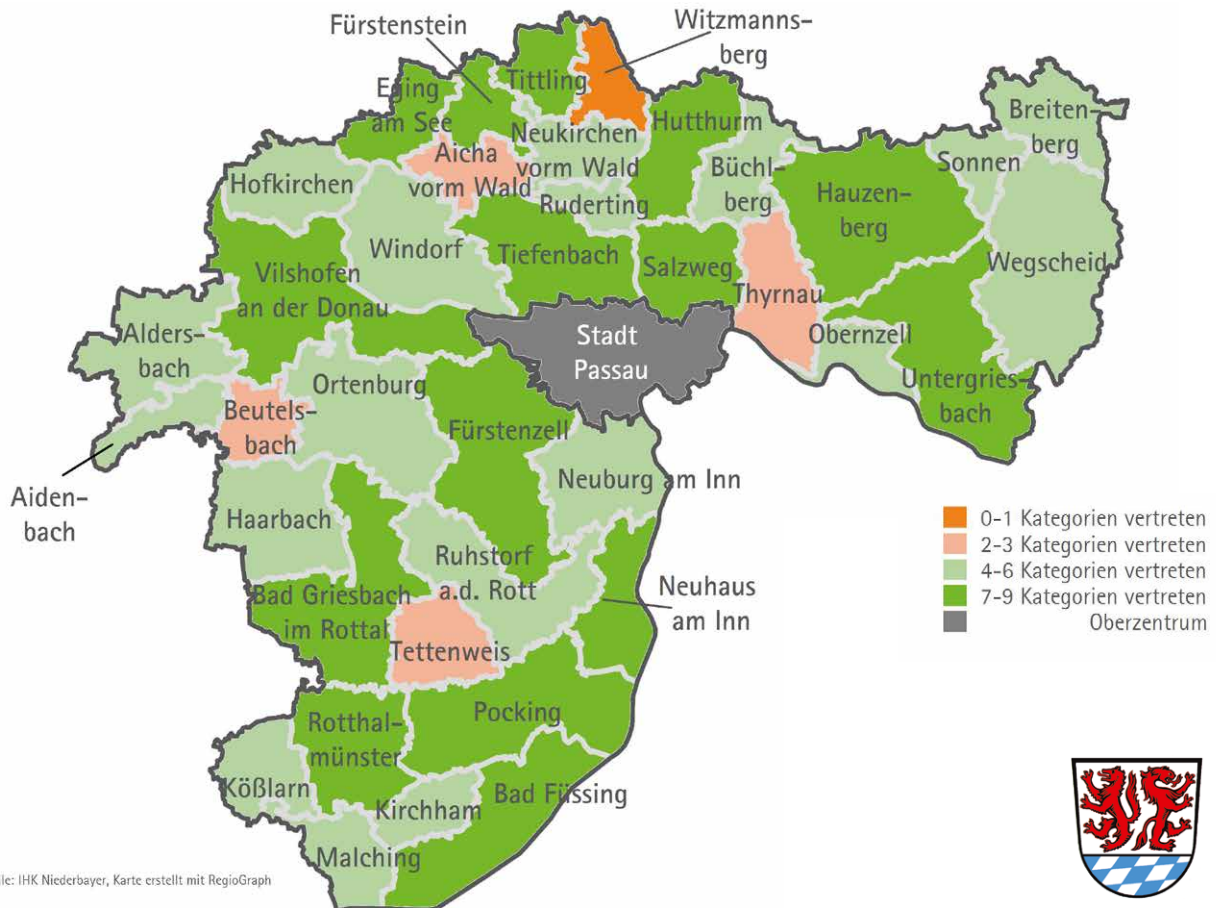 Fürstenstein
Witzmanns-
berg
Tittling
Eging
am See
Hutthurm
Neukirchen
vorm Wald
Breiten-
berg
Aicha
vorm Wald
Büchl-
berg
Sonnen
Hofkirchen
Ruderting
Hauzen-
berg
Windorf
Tiefenbach
Salzweg
Wegscheid
Vilshofen
an der Donau
Thyrnau
Alders-
bach
Stadt
Passau
Obernzell
Ortenburg
Untergries-
bach
Beutels-
bach
Fürstenzell
Neuburg am Inn
Aiden-
bach
Haarbach
Ruhstorf
a.d. Rott
Neuhaus
am Inn
Bad Griesbach
im Rottal
Tettenweis
0-1 Kategorien vertreten
2-3 Kategorien vertreten
4-6 Kategorien vertreten
7-9 Kategorien vertreten
Oberzentrum
Pocking
Rotthal-
münster
Kößlarn
Kirchham
Bad Füssing
Malching
le: IHK Niederbayer, Karte erstellt mit RegioGraph